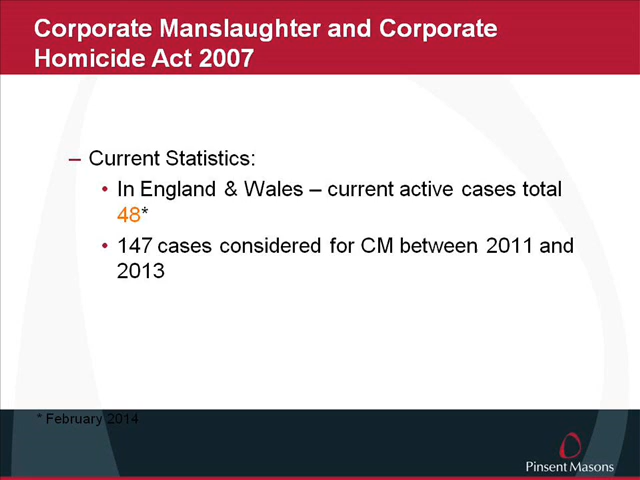 Corporate Manslaughter and Corporate
Homicide Act 2007
– Current Statistics:
• In England & Wales – current active cases total
48*
• 147 cases considered for CM between 2011 and
2013
* February 2014
Pinsent Masons